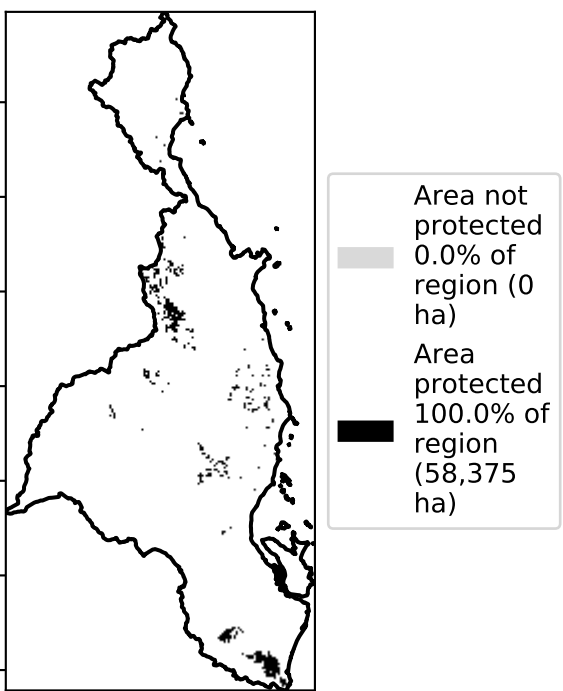 Area not
protected
0.0% of
region (0
ha)
Area
protected
100.0% of
region
(58,375
ha)